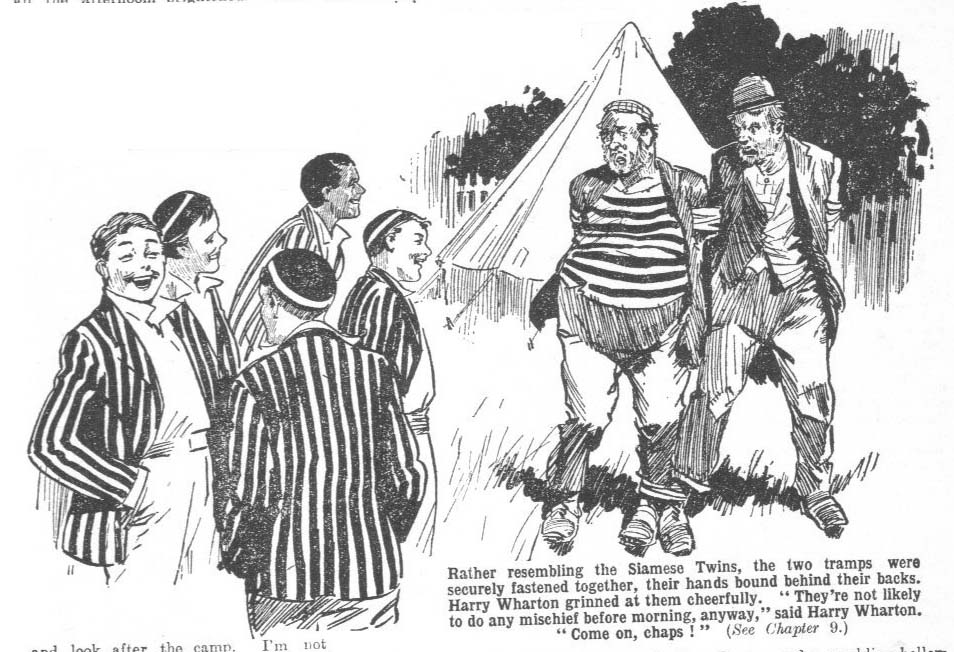 Rather resembling the Siamese Twins, the two tramps were
securely fastened together, their hands bound behind their backs.
Harry Wharton grinned at them cheerfully. " They're not likely
to do any mischief before morning, anyway," said Harry Wharton.
" Come on, chaps ! " (See Chapter 9.)
and look after the camp. I'm not